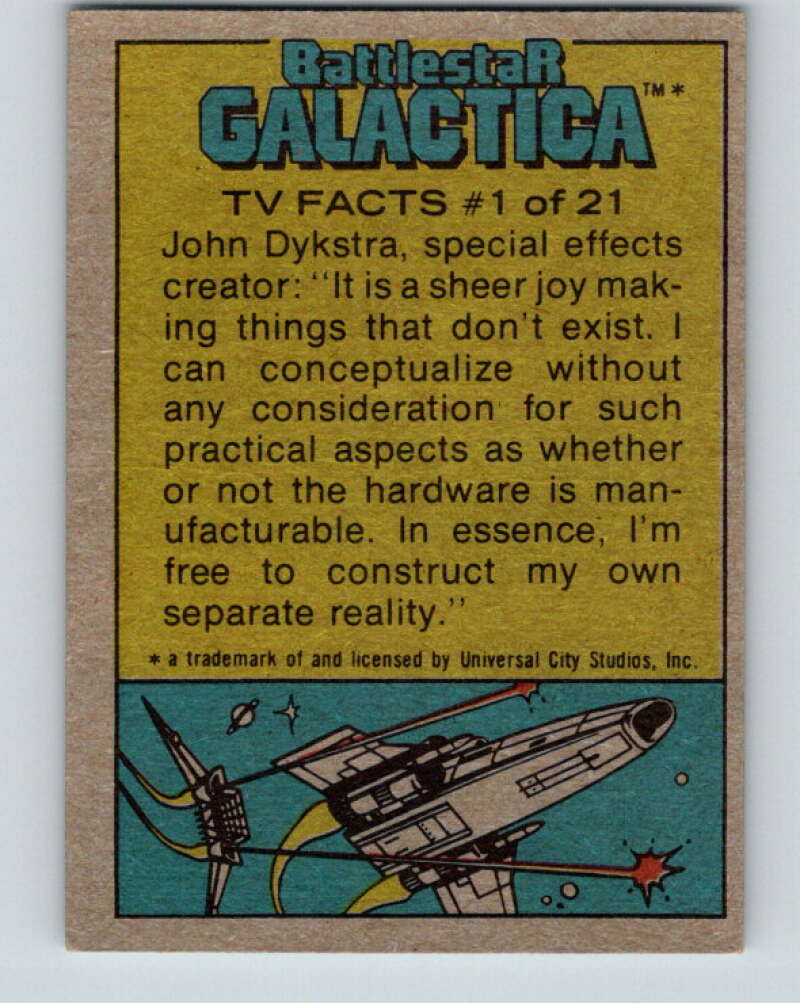 BattlestaR
GALACTICA™*
TV FACTS #1 of 21
John Dykstra, special effects
creator: "It is a sheer joy mak-
ing things that don't exist. I
can conceptualize without
any consideration for such
practical aspects as whether
or not the hardware is man-
ufacturable. In essence, I'm
free to construct my own
separate reality."
* a trademark of and licensed by Universal City Studios, Inc.